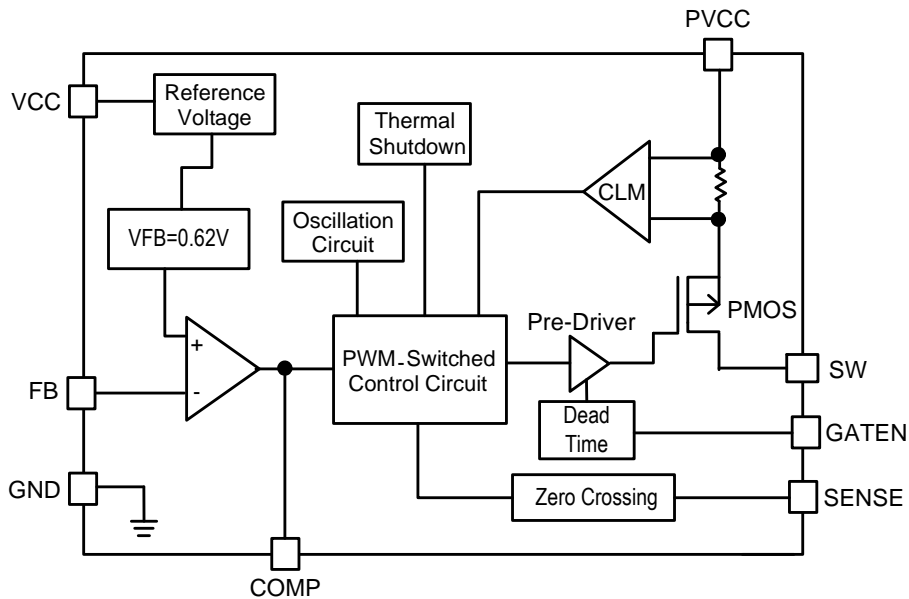 PVCC
VCC
Reference
Voltage
Thermal
Shutdown
CLM
VFB=0.62V
Oscillation
Circuit
PMOS
Pre-Driver
+
-
PWM-Switched
Control Circuit
SW
FB
Dead
Time
GATEN
GND
Zero Crossing
SENSE
COMP